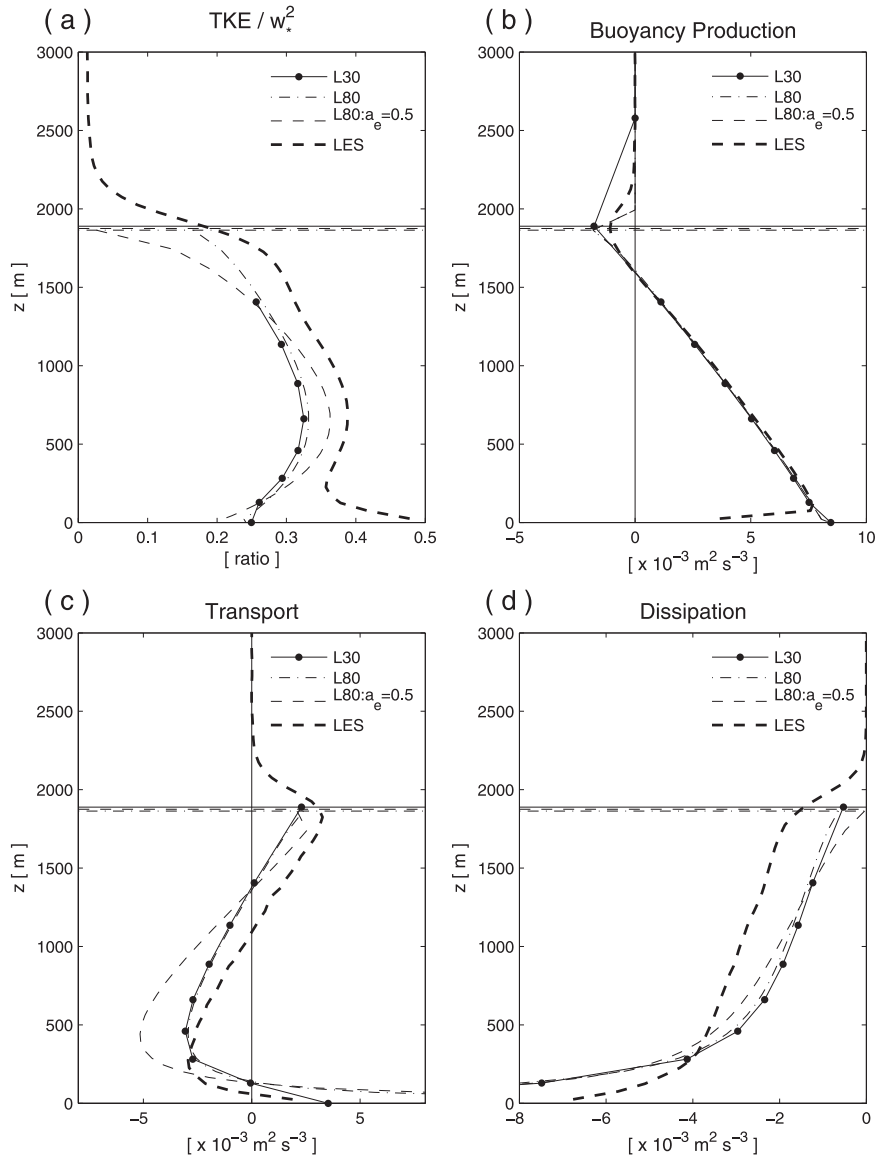 ( a )
TKE / w*²
3000
2500
2000
1500
1000
500
0
z [ m ]
L30
L80
L80:a_e=0.5
LES
0
0.1
0.2
0.3
0.4
0.5
[ ratio ]
( b )
Buoyancy Production
3000
2500
2000
1500
1000
500
0
z [ m ]
L30
L80
L80:a_e=0.5
LES
−5
0
5
10
[ x 10⁻³ m² s⁻³ ]
( c )
Transport
3000
2500
2000
1500
1000
500
0
z [ m ]
L30
L80
L80:a_e=0.5
LES
−5
0
5
[ x 10⁻³ m² s⁻³ ]
( d )
Dissipation
3000
2500
2000
1500
1000
500
0
z [ m ]
L30
L80
L80:a_e=0.5
LES
−8
−6
−4
−2
0
[ x 10⁻³ m² s⁻³ ]